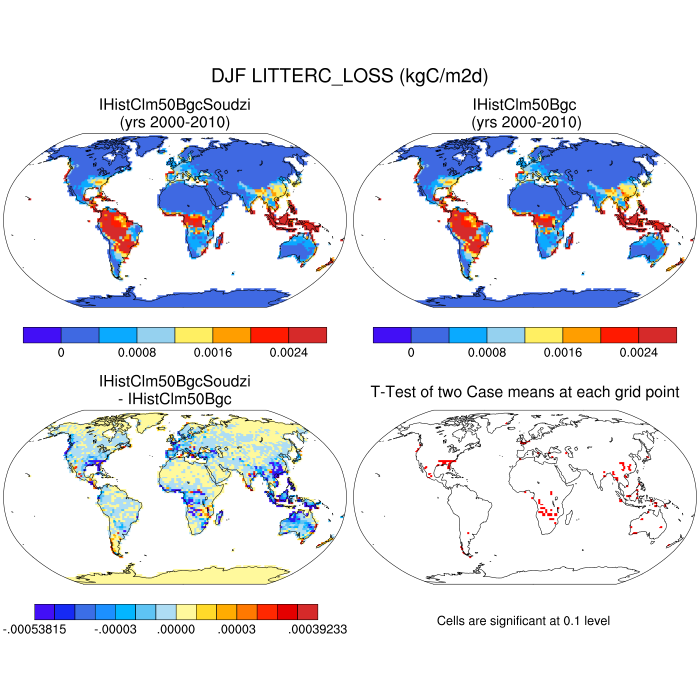 DJF LITTERC_LOSS (kgC/m2d)
IHistClm50BgcSoudzi
(yrs 2000-2010)
IHistClm50Bgc
(yrs 2000-2010)
0 0.0008 0.0016 0.0024
0 0.0008 0.0016 0.0024
IHistClm50BgcSoudzi
- IHistClm50Bgc
T-Test of two Case means at each grid point
-.00053815 -.00003 .00000 .00003 .00039233
Cells are significant at 0.1 level